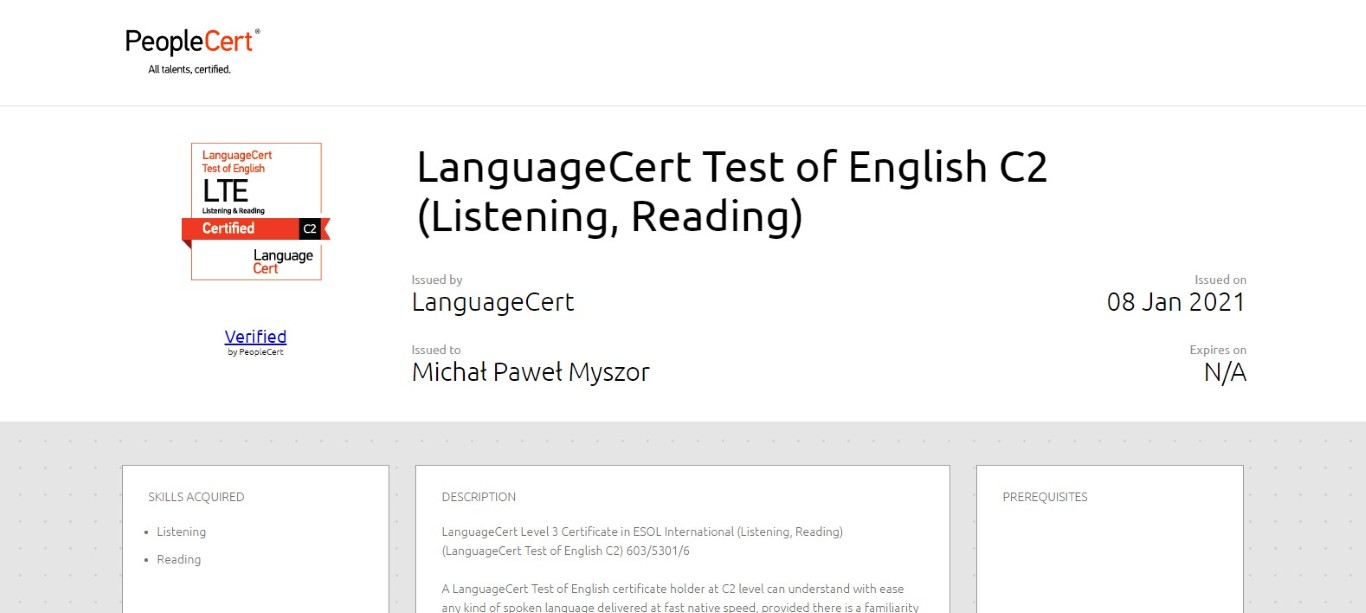 PeopleCert®
All talents, certified.
LanguageCert
Test of English
LTE
Listening & Reading
Certified C2
Language
Cert
Verified
by PeopleCert
LanguageCert Test of English C2
(Listening, Reading)
Issued by
LanguageCert
Issued on
08 Jan 2021
Issued to
Michał Paweł Myszor
Expires on
N/A
SKILLS ACQUIRED
• Listening
• Reading
DESCRIPTION
LanguageCert Level 3 Certificate in ESOL International (Listening, Reading)
(LanguageCert Test of English C2) 603/5301/6
A LanguageCert Test of English certificate holder at C2 level can understand with ease
any kind of spoken language delivered at fast native speed, provided there is a familiarity
PREREQUISITES